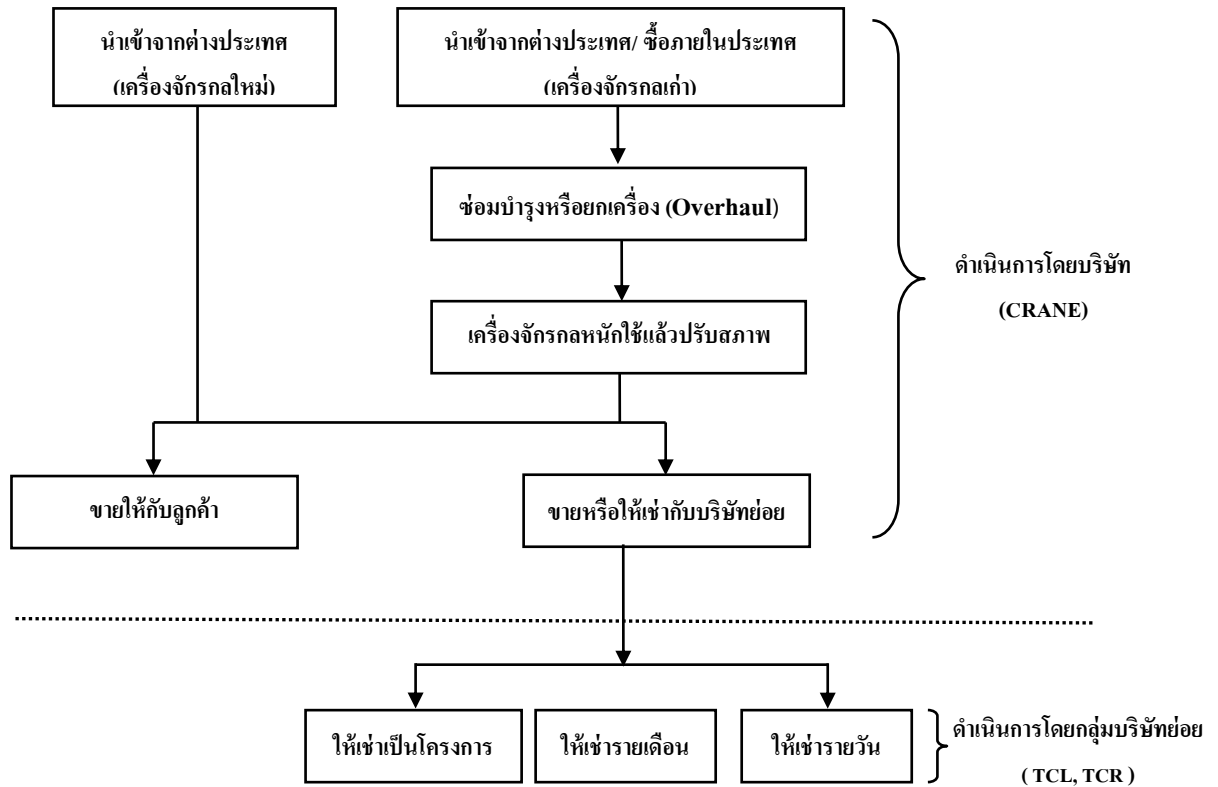 นำเข้าจากต่างประเทศ
(เครื่องจักรกลใหม่)
นำเข้าจากต่างประเทศ/ ซื้อภายในประเทศ
(เครื่องจักรกลเก่า)
ซ่อมบำรุงหรือยกเครื่อง (Overhaul)
เครื่องจักรกลหนักใช้แล้วปรับสภาพ
ดำเนินการโดยบริษัท
(CRANE)
ขายให้กับลูกค้า
ขายหรือให้เช่ากับบริษัทย่อย
ให้เช่าเป็นโครงการ
ให้เช่ารายเดือน
ให้เช่ารายวัน
ดำเนินการโดยกลุ่มบริษัทย่อย
( TCL, TCR )